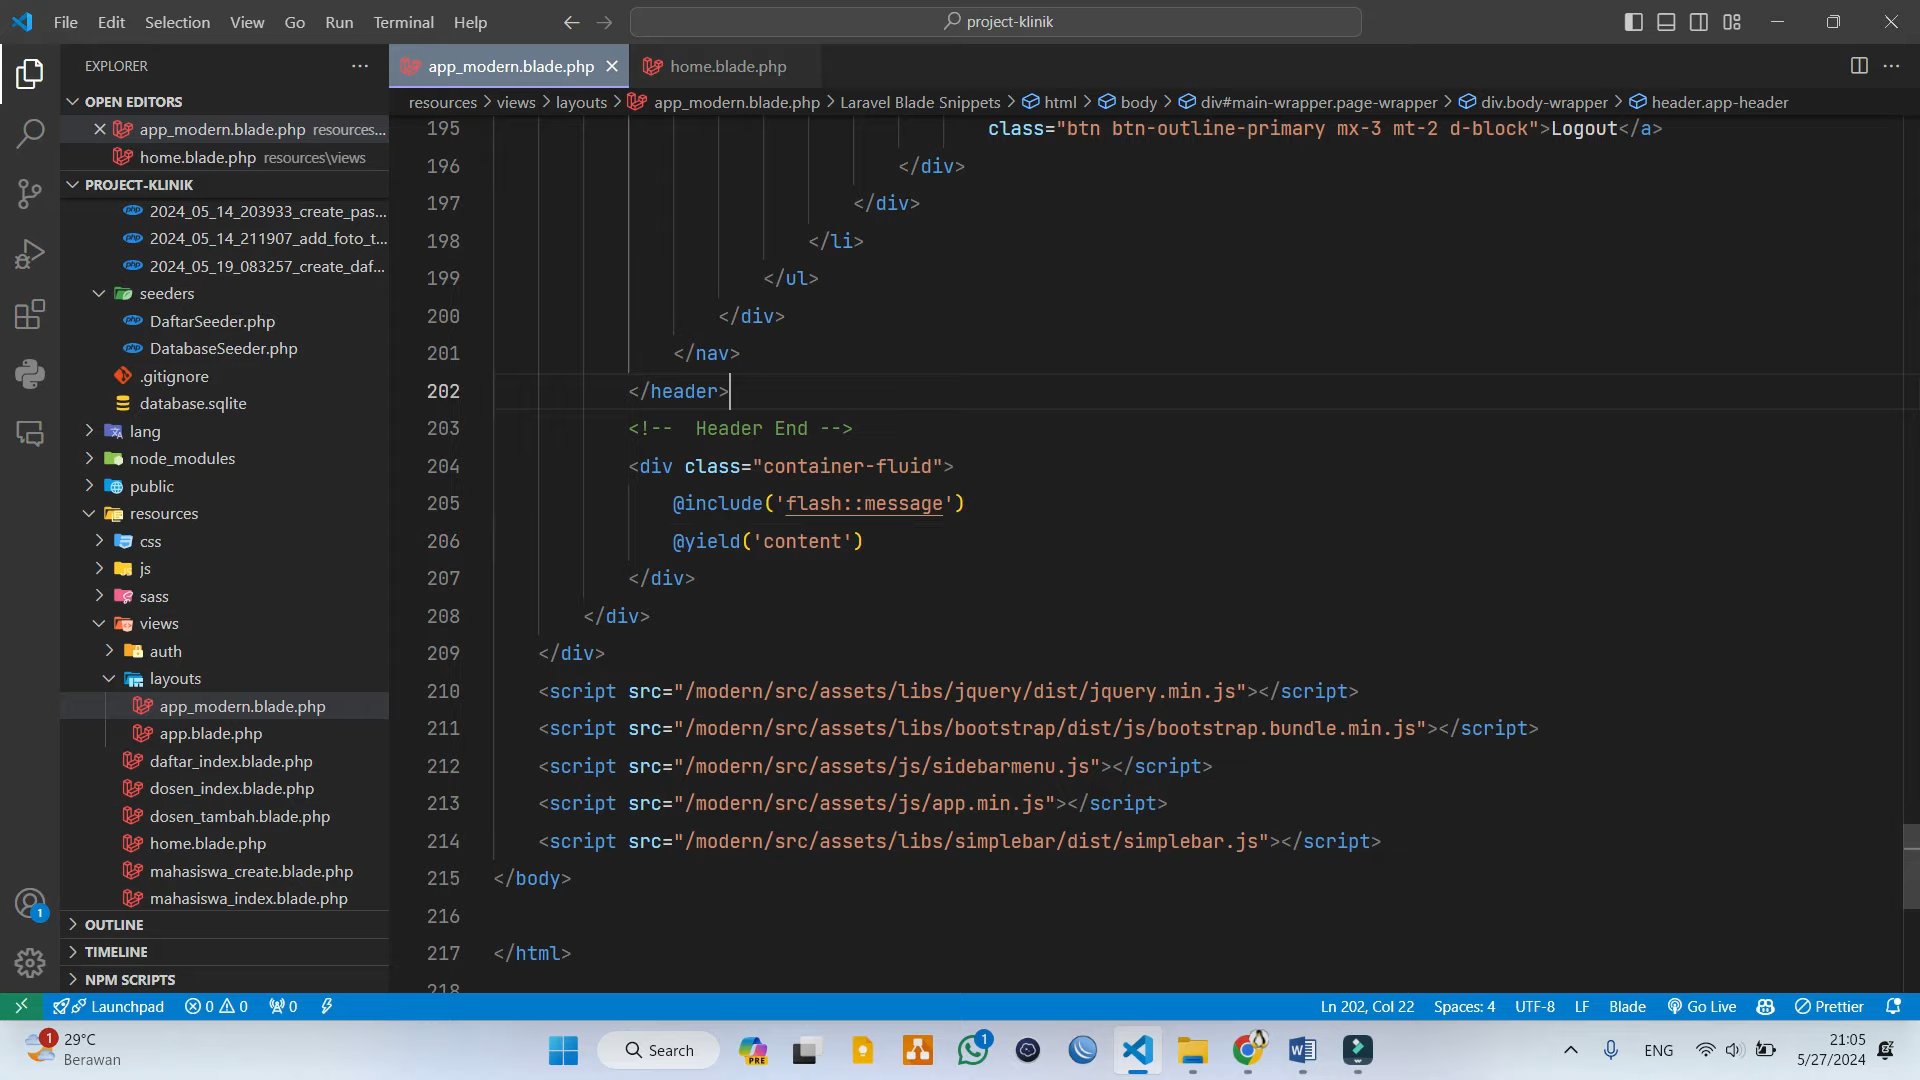 File Edit Selection View Go Run Terminal Help
project-klinik
EXPLORER
OPEN EDITORS
app_modern.blade.php resources...
home.blade.php resources\views
PROJECT-KLINIK
2024_05_14_203933_create_pas...
2024_05_14_211907_add_foto_t...
2024_05_19_083257_create_daf...
seeders
DaftarSeeder.php
DatabaseSeeder.php
.gitignore
database.sqlite
lang
node_modules
public
resources
css
js
sass
views
auth
layouts
app_modern.blade.php
app.blade.php
daftar_index.blade.php
dosen_index.blade.php
dosen_tambah.blade.php
home.blade.php
mahasiswa_create.blade.php
mahasiswa_index.blade.php
OUTLINE
TIMELINE
NPM SCRIPTS
app_modern.blade.php
home.blade.php
resources > views > layouts > app_modern.blade.php > Laravel Blade Snippets > html > body > div#main-wrapper.page-wrapper > div.body-wrapper > header.app-header
195 class="btn btn-outline-primary mx-3 mt-2 d-block">Logout</a>
196 </div>
197 </div>
198 </li>
199 </ul>
200 </div>
201 </nav>
202 </header>
203 <!-- Header End -->
204 <div class="container-fluid">
205 @include('flash::message')
206 @yield('content')
207 </div>
208 </div>
209 </div>
210 <script src="/modern/src/assets/libs/jquery/dist/jquery.min.js"></script>
211 <script src="/modern/src/assets/libs/bootstrap/dist/js/bootstrap.bundle.min.js"></script>
212 <script src="/modern/src/assets/js/sidebarmenu.js"></script>
213 <script src="/modern/src/assets/js/app.min.js"></script>
214 <script src="/modern/src/assets/libs/simplebar/dist/simplebar.js"></script>
215 </body>
216
217 </html>
218
Launchpad 0 0 0 Ln 202, Col 22 Spaces: 4 UTF-8 LF Blade Go Live Prettier
1
29°C
Berawan
Search
PRE
1
ENG
21:05
5/27/2024